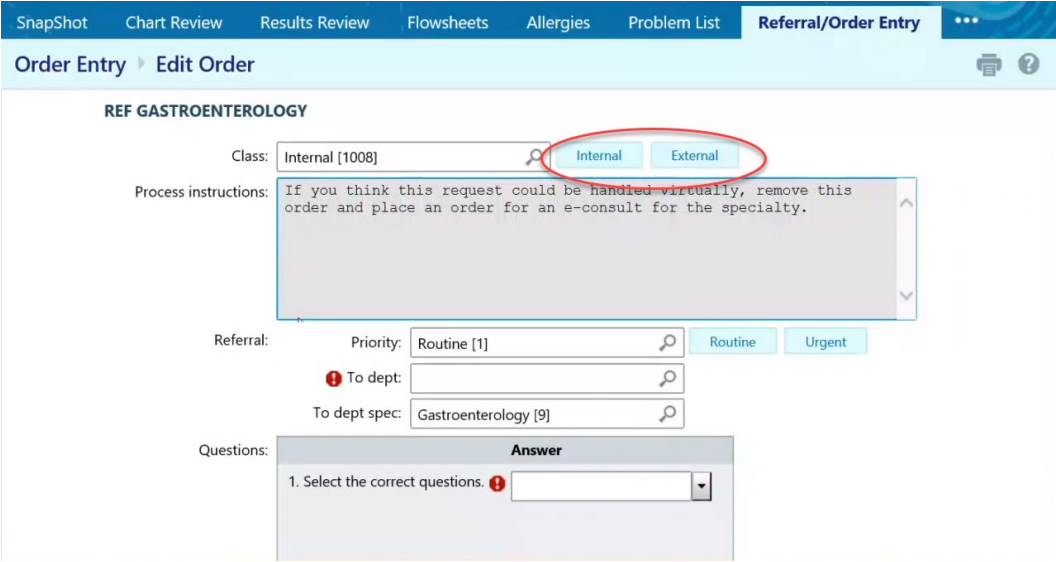 SnapShot Chart Review Results Review Flowsheets Allergies Problem List Referral/Order Entry
Order Entry Edit Order
REF GASTROENTEROLOGY
Class: Internal [1008] Internal External
Process instructions: If you think this request could be handled virtually, remove this
order and place an order for an e-consult for the specialty.
Referral: Priority: Routine [1] Routine Urgent
To dept:
To dept spec: Gastroenterology [9]
Questions: Answer
1. Select the correct questions.